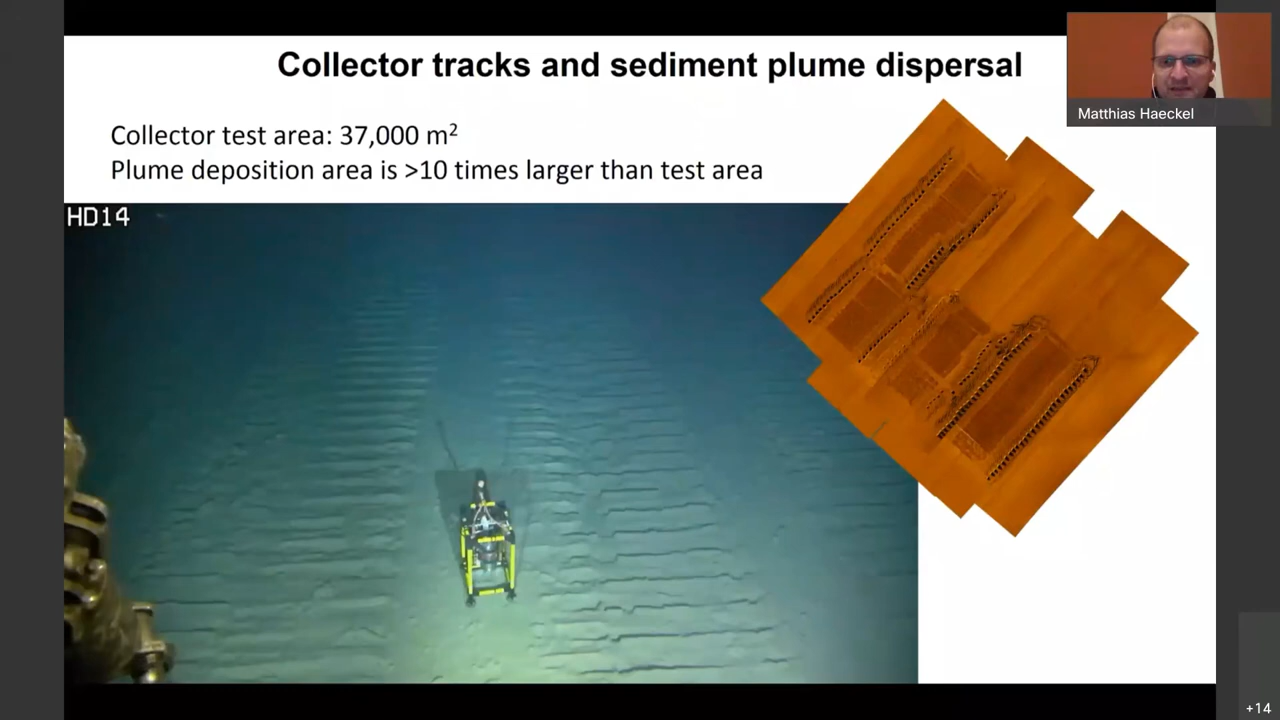 Collector tracks and sediment plume dispersal
Matthias Haeckel
Collector test area: 37,000 m²
Plume deposition area is >10 times larger than test area
HD14
+14